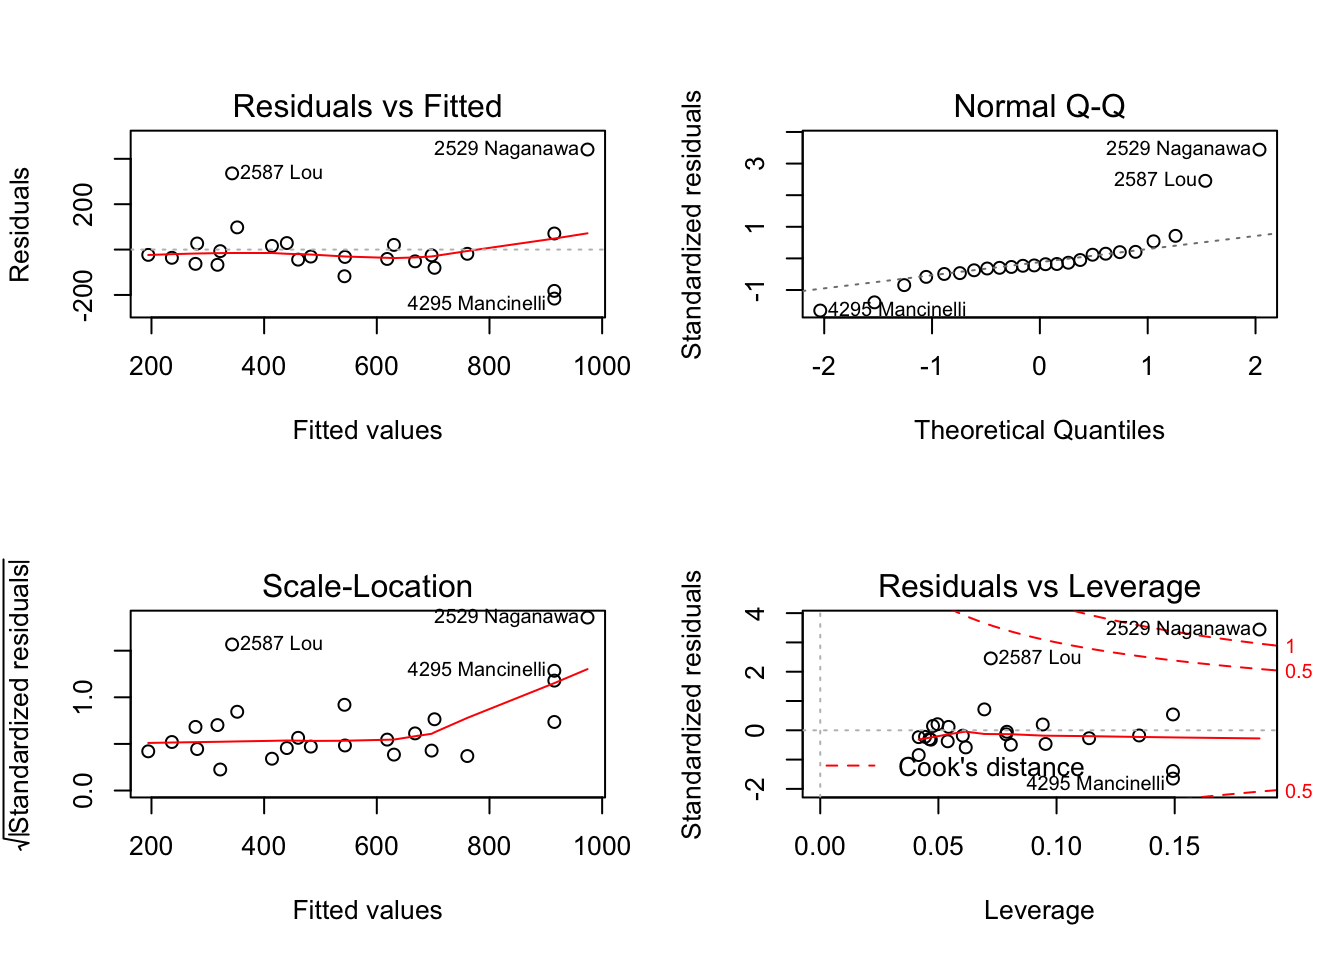 Residuals vs Fitted
Residuals
200
-200
2529 Naganawa
2587 Lou
4295 Mancinelli
200 400 600 800 1000
Fitted values
Normal Q-Q
Standardized residuals
3
1
-1
2529 Naganawa
2587 Lou
4295 Mancinelli
-2 -1 0 1 2
Theoretical Quantiles
Scale-Location
√|Standardized residuals|
1.0
0.0
2529 Naganawa
2587 Lou
4295 Mancinelli
200 400 600 800 1000
Fitted values
Residuals vs Leverage
Standardized residuals
4
2
0
-2
2529 Naganawa
2587 Lou
1
0.5
Cook's distance
4295 Mancinelli
0.5
0.00 0.05 0.10 0.15
Leverage